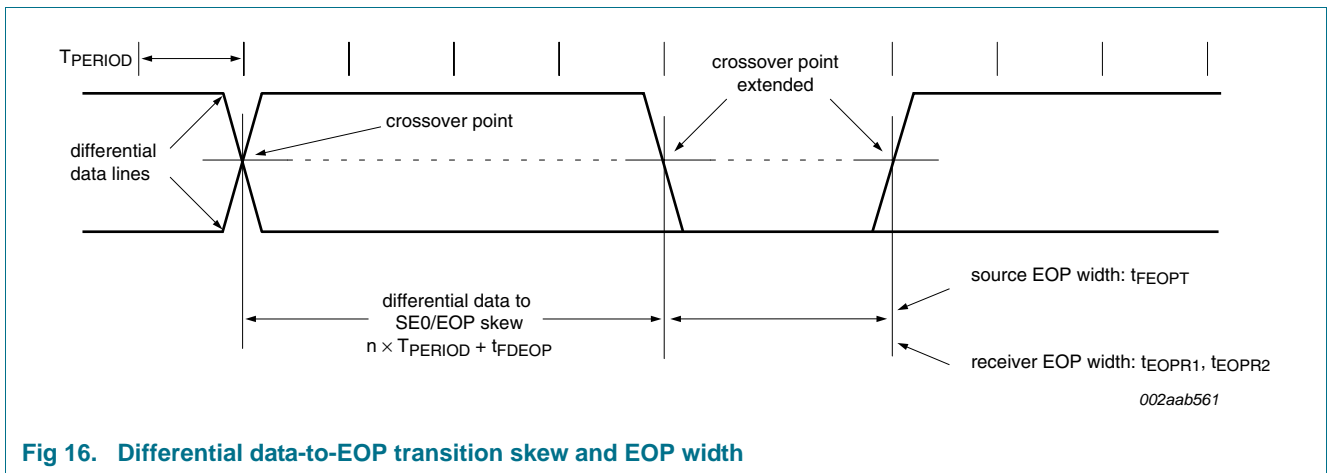 TPERIOD
crossover point
extended
crossover point
differential
data lines
differential data to
SE0/EOP skew
n × TPERIOD + tFDEOP
source EOP width: tFEOPT
receiver EOP width: tEOPR1, tEOPR2
002aab561
Fig 16. Differential data-to-EOP transition skew and EOP width